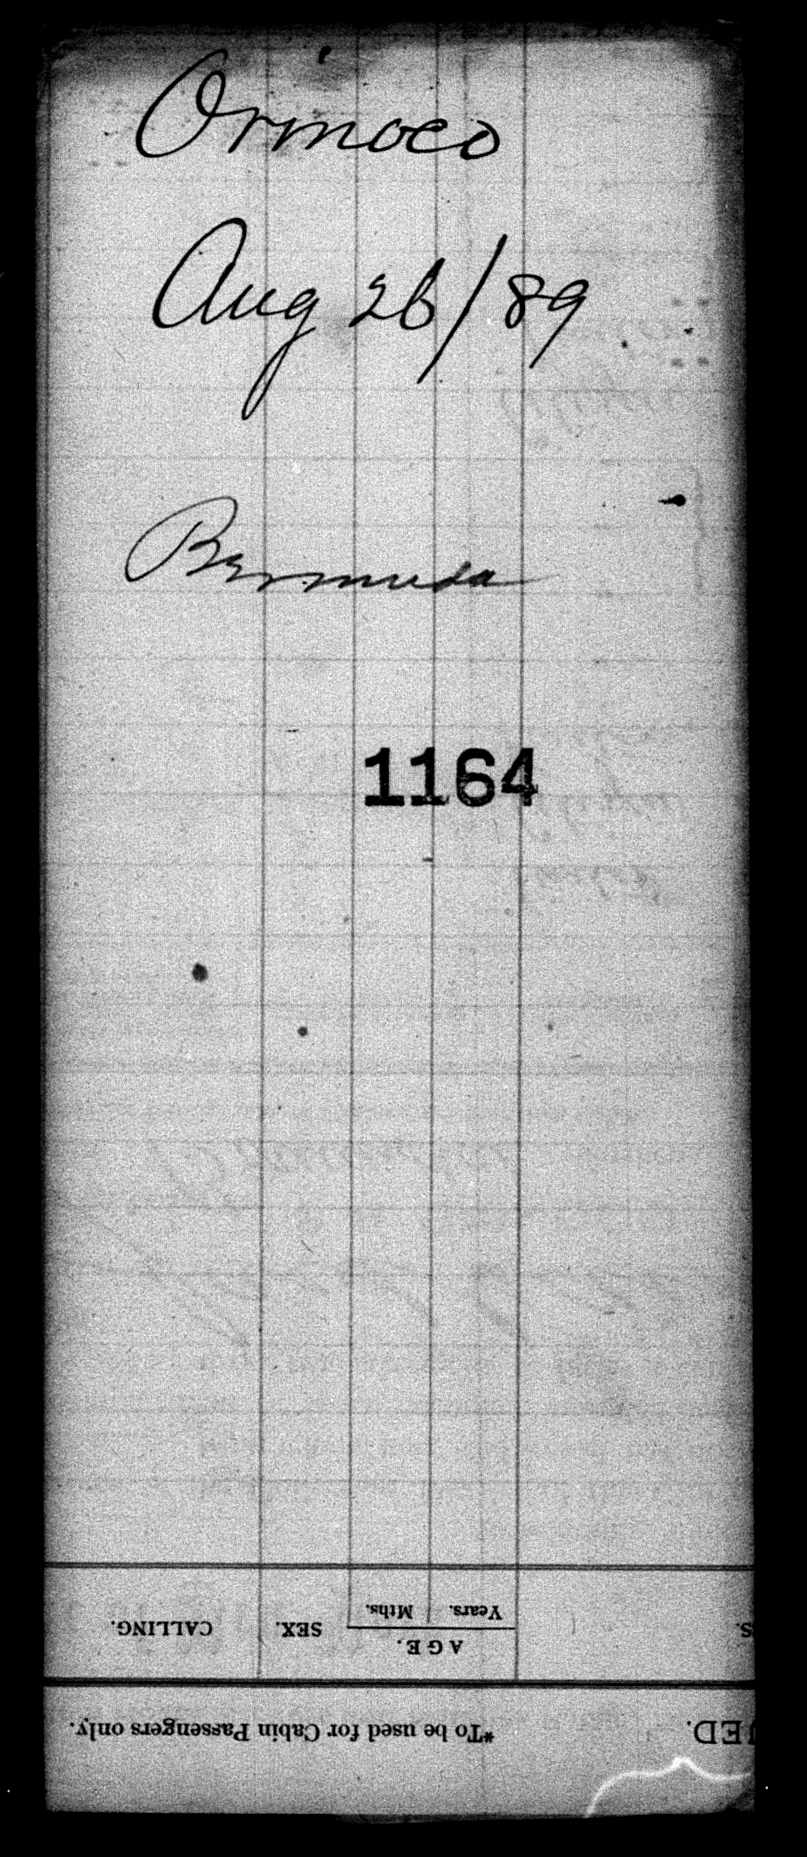 Orinoco
Aug 26/89
Bermuda
1164
CALLING.
SEX.
AGE.
Years.
Mths.
*To be used for Cabin Passengers only.